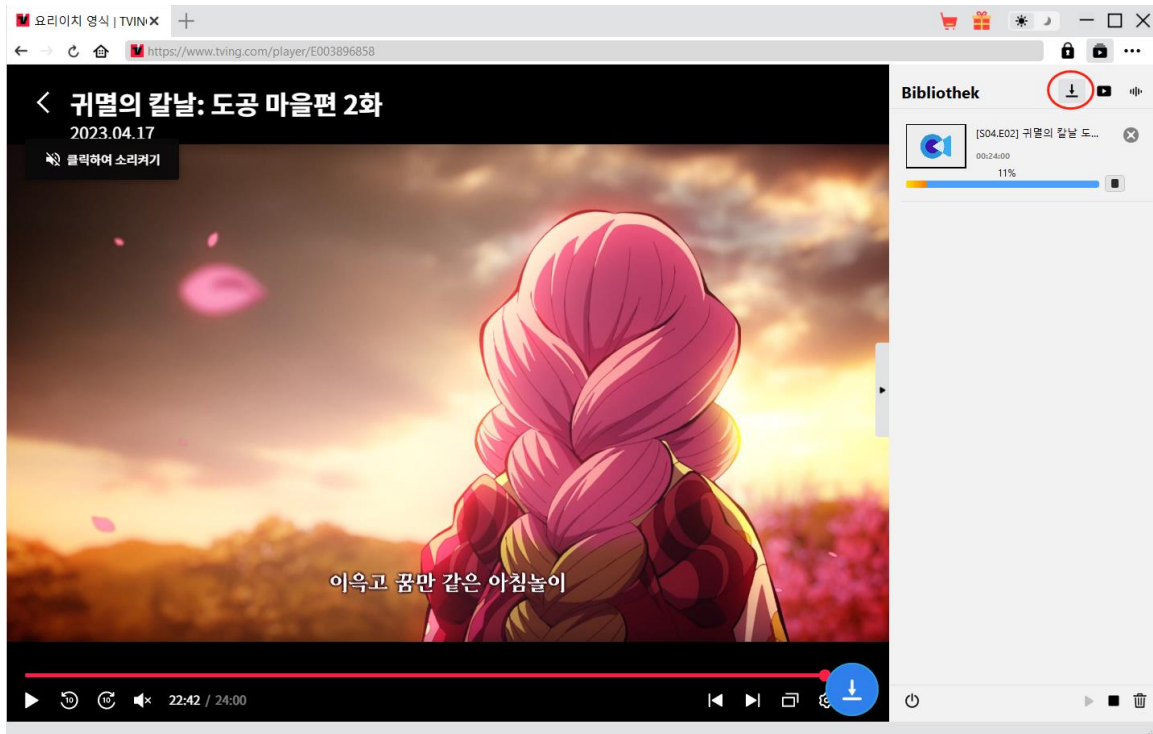 요리이치 영식 | TVIN
https://www.tving.com/player/E003896858
귀멸의 칼날: 도공 마을편 2화
2023.04.17
클릭하여 소리켜기
이윽고 꿈만 같은 아침놀이
10 10 22:42 / 24:00
Bibliothek
[S04.E02] 귀멸의 칼날 도...
00:24:00
11%